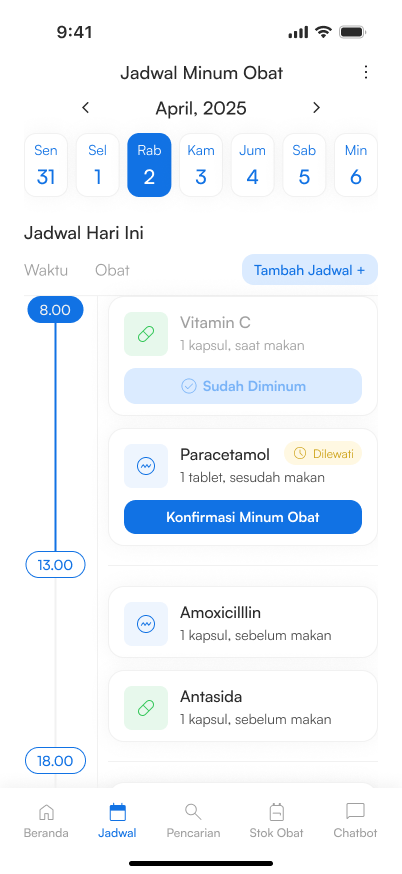 9:41
Jadwal Minum Obat
April, 2025
Sen Sel Rab Kam Jum Sab Min
31 1 2 3 4 5 6
Jadwal Hari Ini
Waktu Obat Tambah Jadwal +
8.00
Vitamin C
1 kapsul, saat makan
Sudah Diminum
Paracetamol Dilewati
1 tablet, sesudah makan
Konfirmasi Minum Obat
13.00
Amoxicilllin
1 kapsul, sebelum makan
Antasida
1 kapsul, sebelum makan
18.00
Beranda Jadwal Pencarian Stok Obat Chatbot